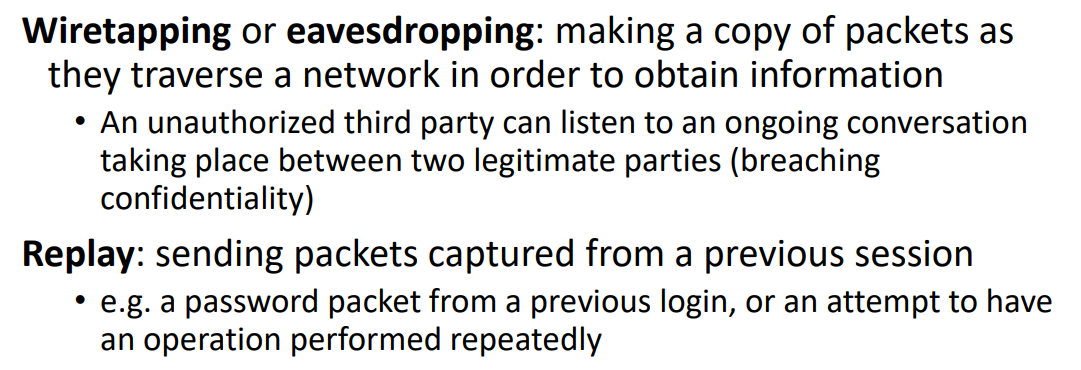 Wiretapping or eavesdropping: making a copy of packets as
they traverse a network in order to obtain information
• An unauthorized third party can listen to an ongoing conversation
taking place between two legitimate parties (breaching
confidentiality)
Replay: sending packets captured from a previous session
• e.g. a password packet from a previous login, or an attempt to have
an operation performed repeatedly